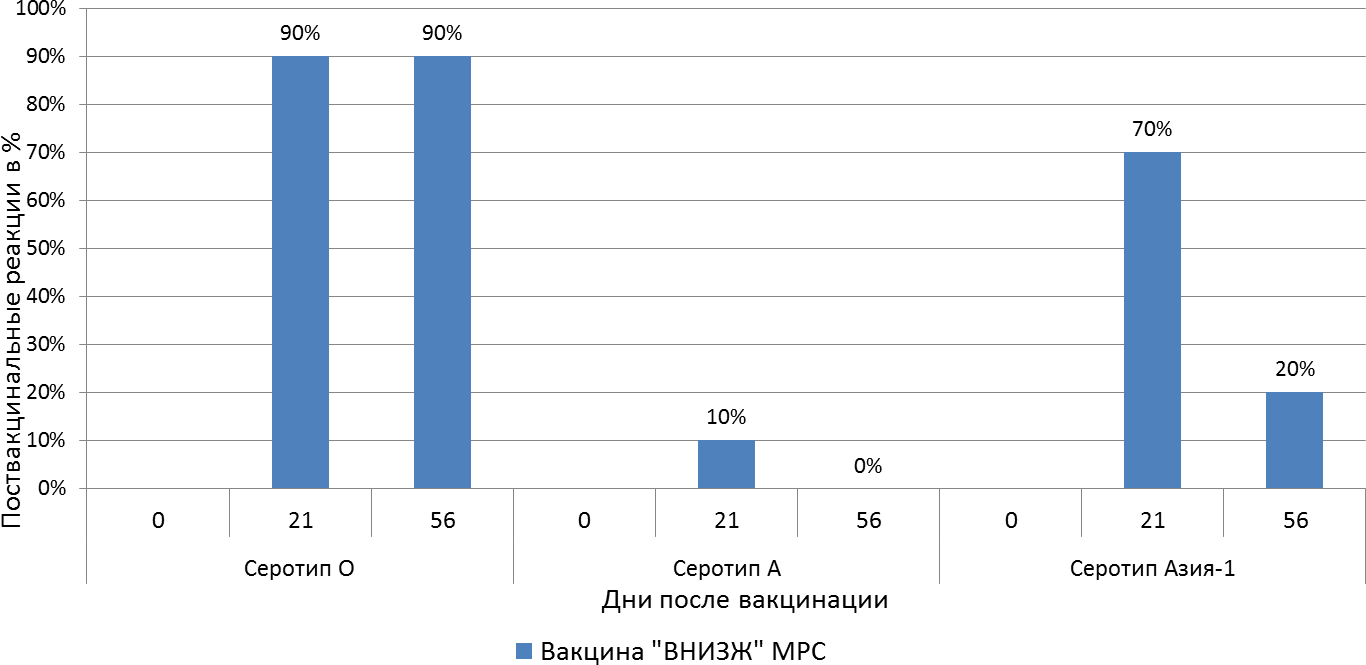 Поствакцинальные реакции в %
100%
90%
80%
70%
60%
50%
40%
30%
20%
10%
0%
90% 90% 10% 0% 70% 20%
0 21 56 0 21 56 0 21 56
Серотип О Серотип А Серотип Азия-1
Дни после вакцинации
Вакцина "ВНИЗЖ" МРС